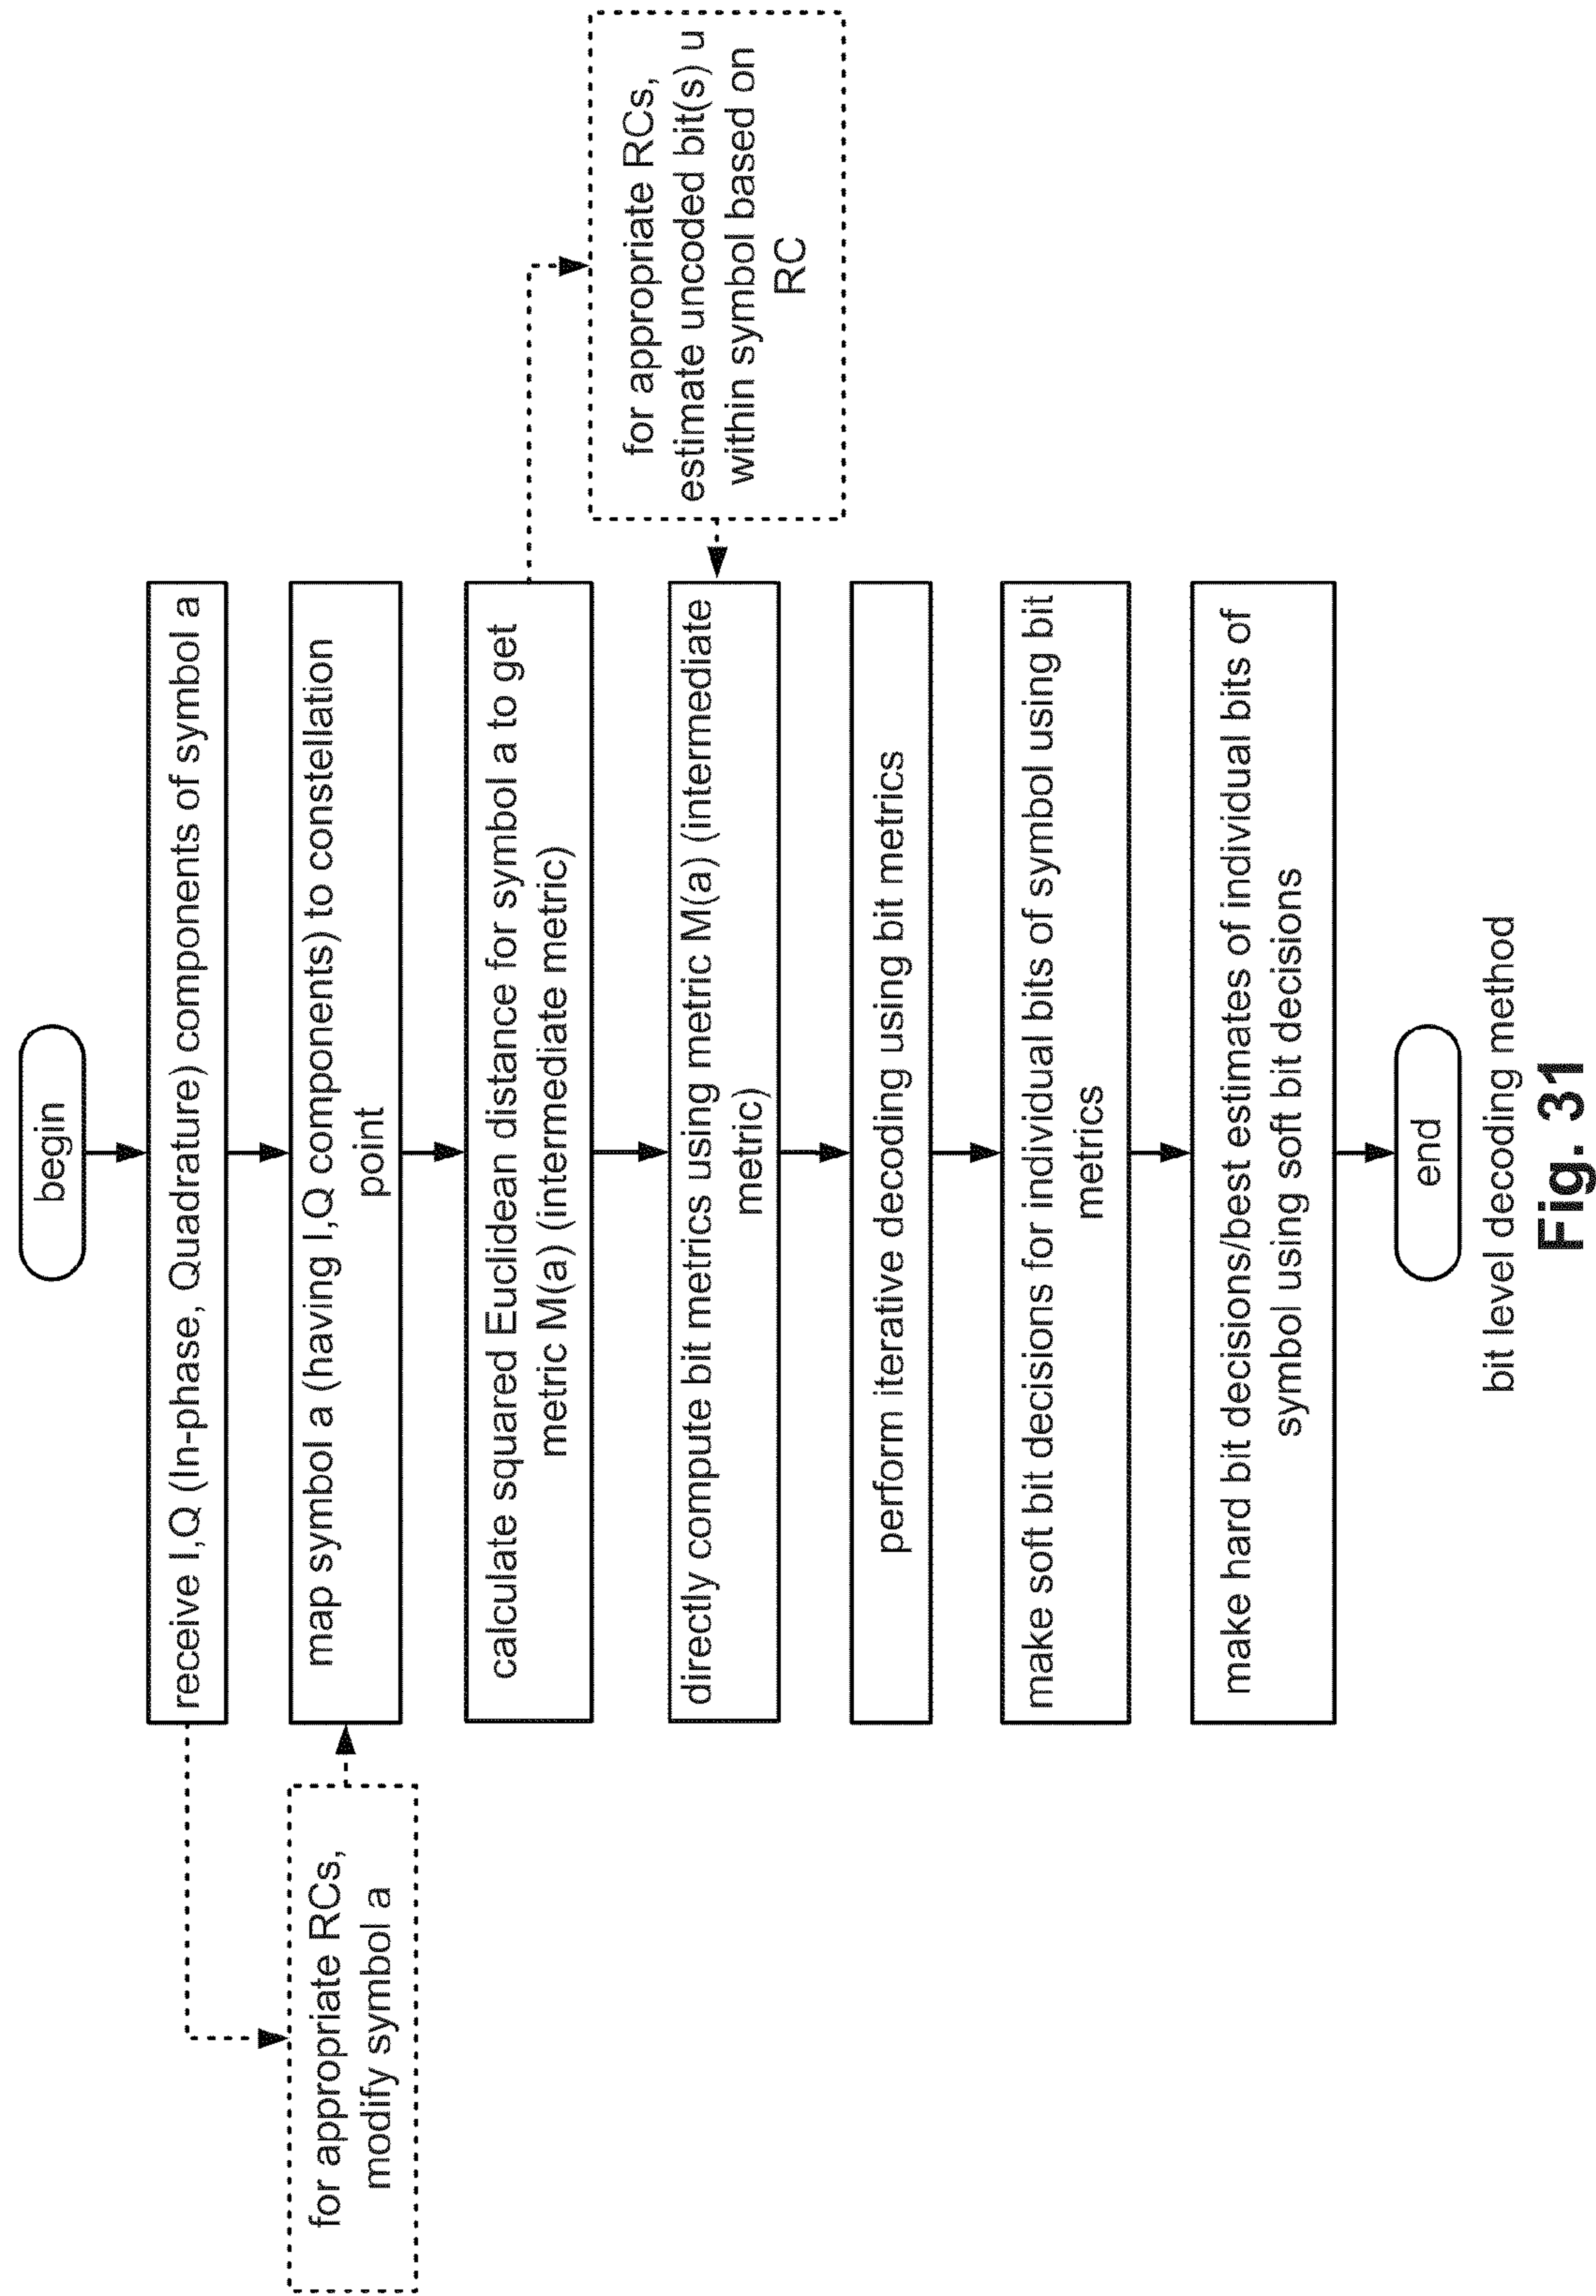 begin
receive I,Q (In-phase, Quadrature) components of symbol a
for appropriate RCs,
modify symbol a
map symbol a (having I,Q components) to constellation
point
calculate squared Euclidean distance for symbol a to get
metric M(a) (intermediate metric)
for appropriate RCs,
estimate uncoded bit(s) u
within symbol based on
RC
directly compute bit metrics using metric M(a) (intermediate
metric)
perform iterative decoding using bit metrics
make soft bit decisions for individual bits of symbol using bit
metrics
make hard bit decisions/best estimates of individual bits of
symbol using soft bit decisions
end
bit level decoding method
Fig. 31